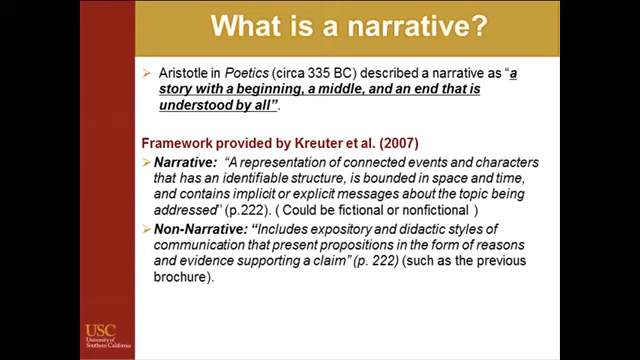 What is a narrative?
➢ Aristotle in Poetics (circa 335 BC) described a narrative as “a
story with a beginning, a middle, and an end that is
understood by all”.
Framework provided by Kreuter et al. (2007)
➢ Narrative: “A representation of connected events and characters
that has an identifiable structure, is bounded in space and time,
and contains implicit or explicit messages about the topic being
addressed” (p.222). ( Could be fictional or nonfictional )
➢ Non-Narrative: “Includes expository and didactic styles of
communication that present propositions in the form of reasons
and evidence supporting a claim” (p. 222) (such as the previous
brochure).
USC
University of
Southern California